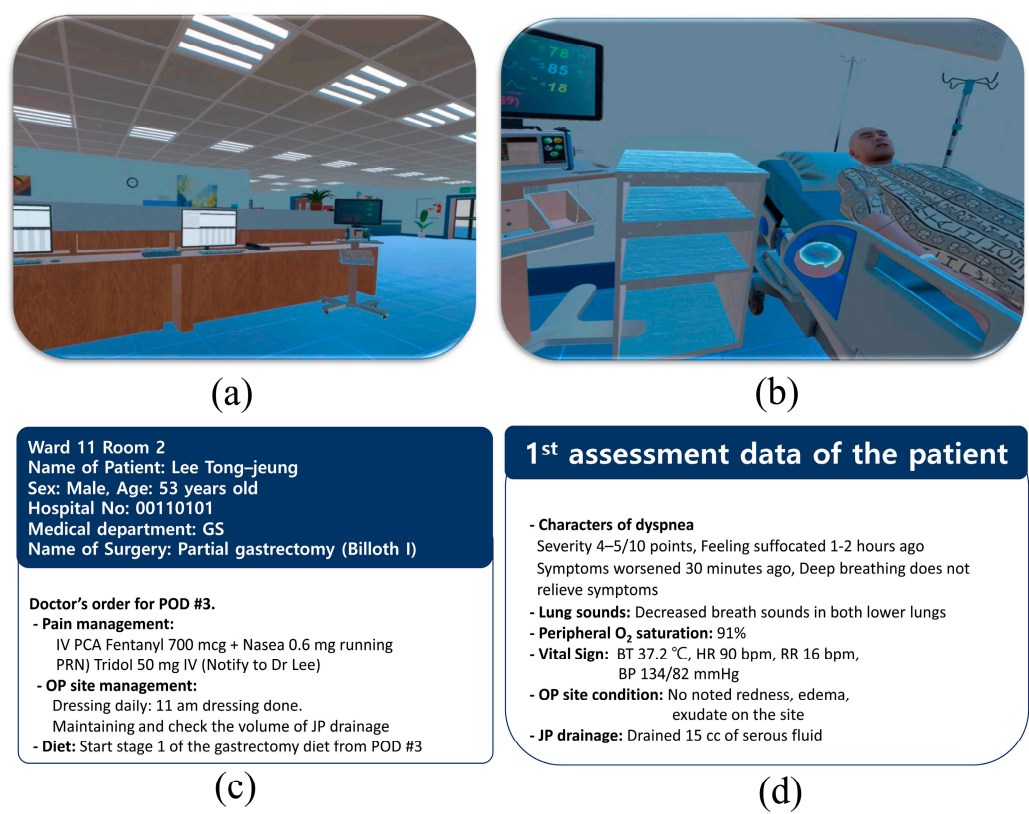 78
85
18
89)
(a)
(b)
Ward 11 Room 2
Name of Patient: Lee Tong–jeung
Sex: Male, Age: 53 years old
Hospital No: 00110101
Medical department: GS
Name of Surgery: Partial gastrectomy (Billoth I)
Doctor's order for POD #3.
- Pain management:
IV PCA Fentanyl 700 mcg + Nasea 0.6 mg running
PRN) Tridol 50 mg IV (Notify to Dr Lee)
- OP site management:
Dressing daily: 11 am dressing done.
Maintaining and check the volume of JP drainage
- Diet: Start stage 1 of the gastrectomy diet from POD #3
(c)
1st assessment data of the patient
- Characters of dyspnea
Severity 4–5/10 points, Feeling suffocated 1-2 hours ago
Symptoms worsened 30 minutes ago, Deep breathing does not
relieve symptoms
- Lung sounds: Decreased breath sounds in both lower lungs
- Peripheral O2 saturation: 91%
- Vital Sign: BT 37.2 ℃, HR 90 bpm, RR 16 bpm,
BP 134/82 mmHg
- OP site condition: No noted redness, edema,
exudate on the site
- JP drainage: Drained 15 cc of serous fluid
(d)